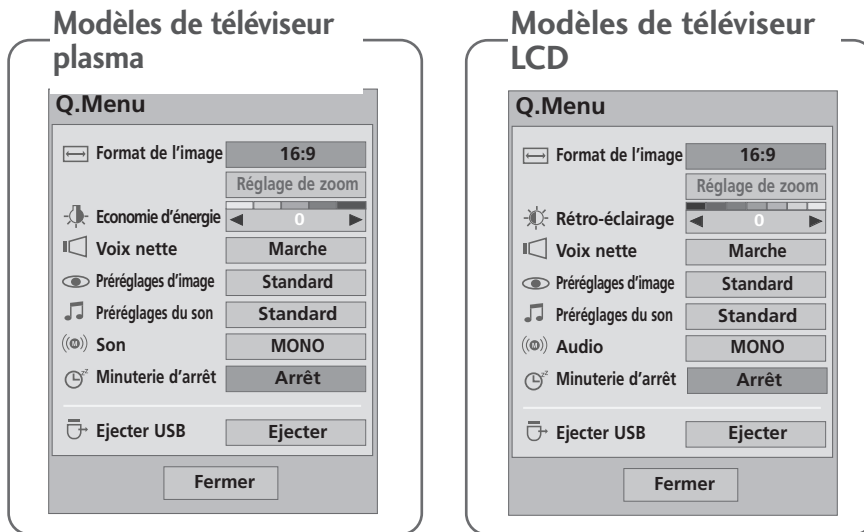 Modèles de téléviseur
plasma
Q.Menu
Format de l'image 16:9
Réglage de zoom
Economie d'énergie 0
Voix nette Marche
Préréglages d'image Standard
Préréglages du son Standard
Son MONO
Minuterie d'arrêt Arrêt
Ejecter USB Ejecter
Fermer
Modèles de téléviseur
LCD
Q.Menu
Format de l'image 16:9
Réglage de zoom
Rétro-éclairage 0
Voix nette Marche
Préréglages d'image Standard
Préréglages du son Standard
Audio MONO
Minuterie d'arrêt Arrêt
Ejecter USB Ejecter
Fermer